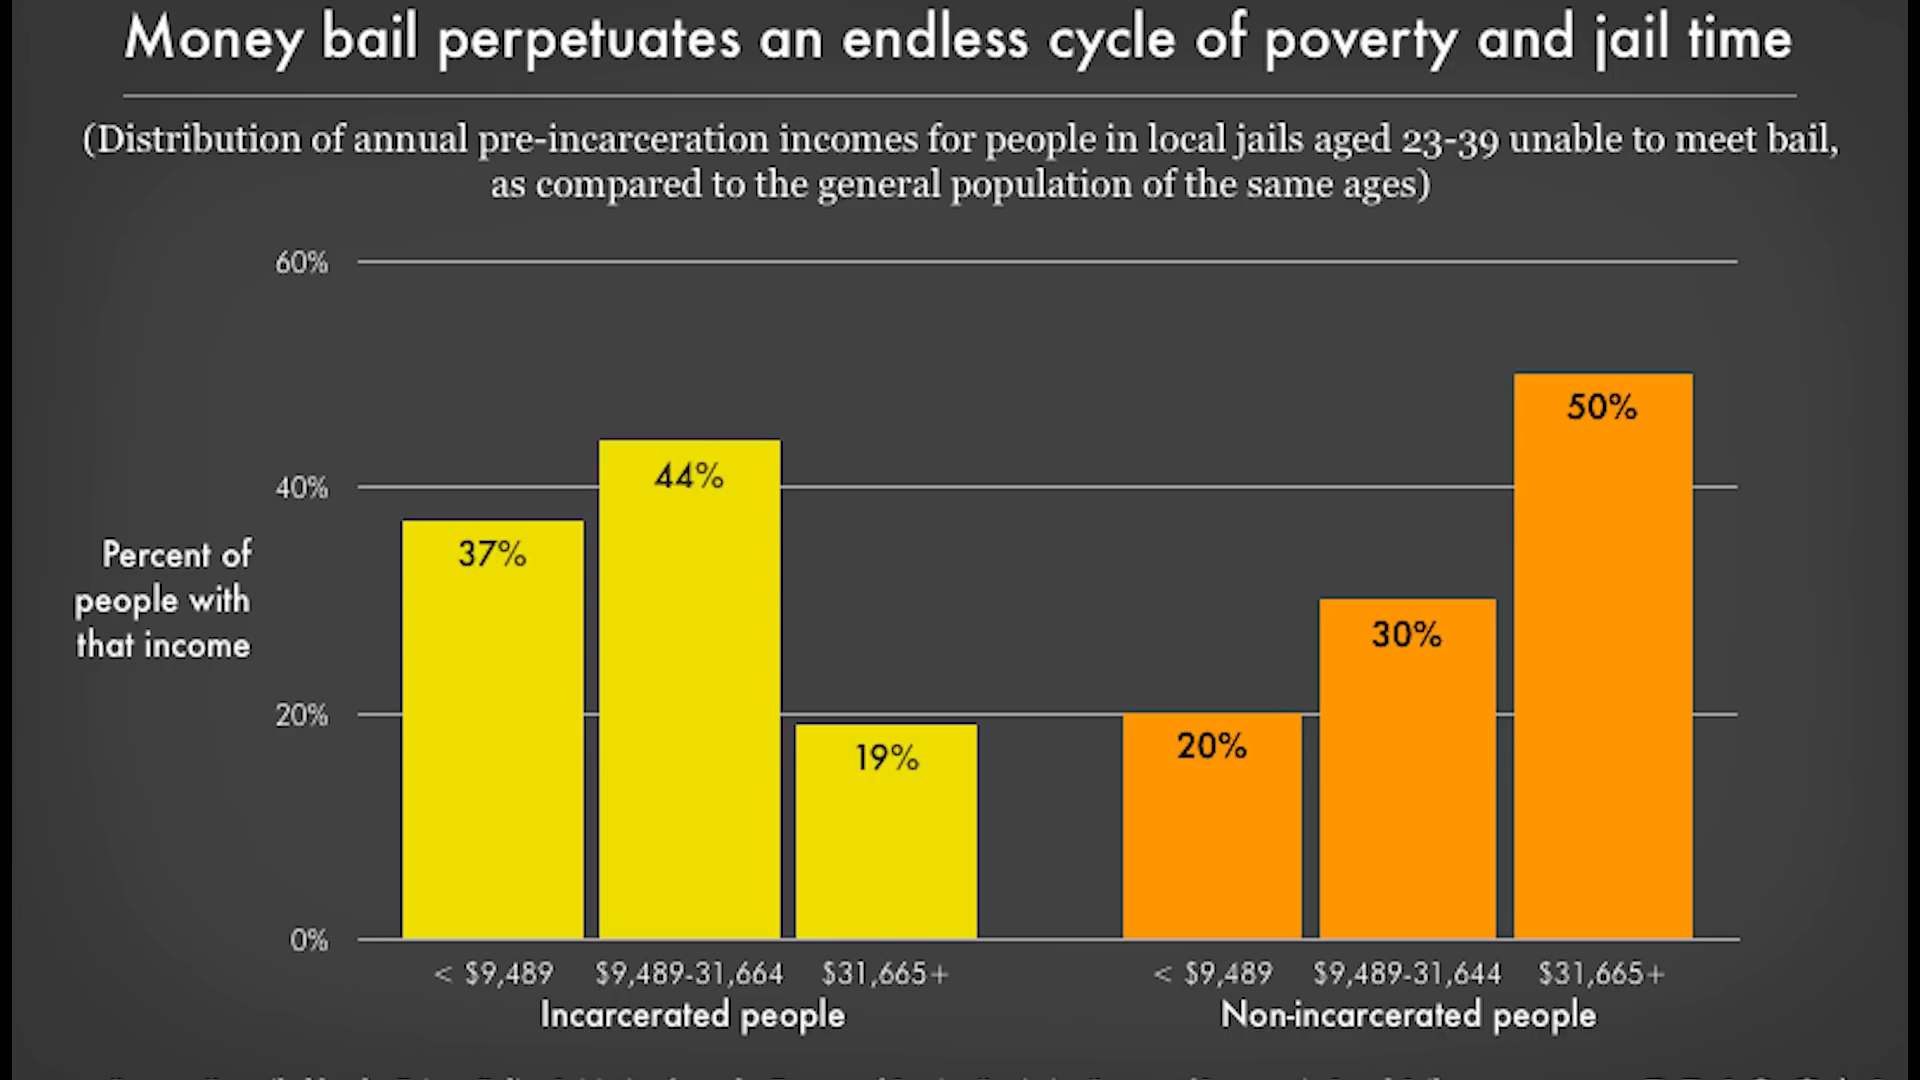 Money bail perpetuates an endless cycle of poverty and jail time
(Distribution of annual pre-incarceration incomes for people in local jails aged 23-39 unable to meet bail,
as compared to the general population of the same ages)
60%
50%
44%
40%
37%
Percent of
people with
that income
30%
20%
20%
19%
0%
< $9,489 $9,489-31,664 $31,665+ < $9,489 $9,489-31,644 $31,665+
Incarcerated people Non-incarcerated people